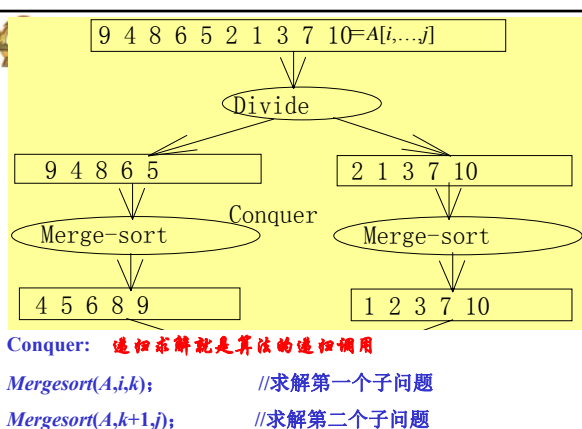 9 4 8 6 5 2 1 3 7 10=A[i,…,j]
Divide
9 4 8 6 5
2 1 3 7 10
Conquer
Merge-sort
Merge-sort
4 5 6 8 9
1 2 3 7 10
Conquer: 递归求解就是算法的递归调用
Mergesort(A,i,k); //求解第一个子问题
Mergesort(A,k+1,j); //求解第二个子问题